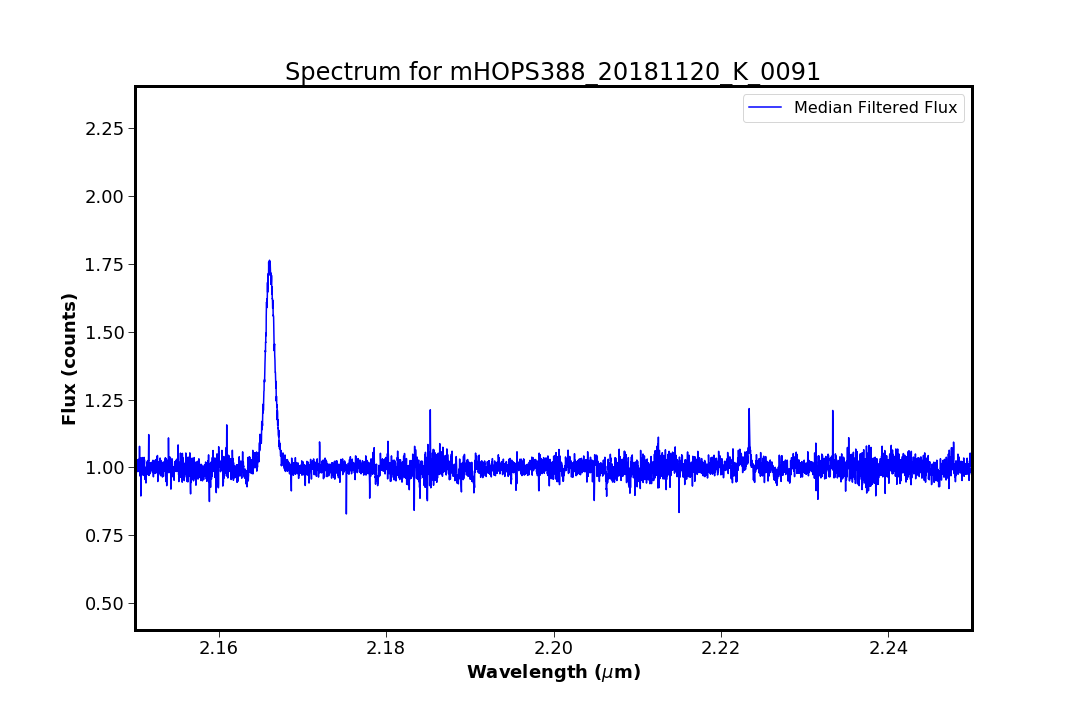 Spectrum for mHOPS388_20181120_K_0091
Median Filtered Flux
2.25
2.00
1.75
1.50
1.25
1.00
0.75
0.50
Flux (counts)
2.16 2.18 2.20 2.22 2.24
Wavelength (μm)